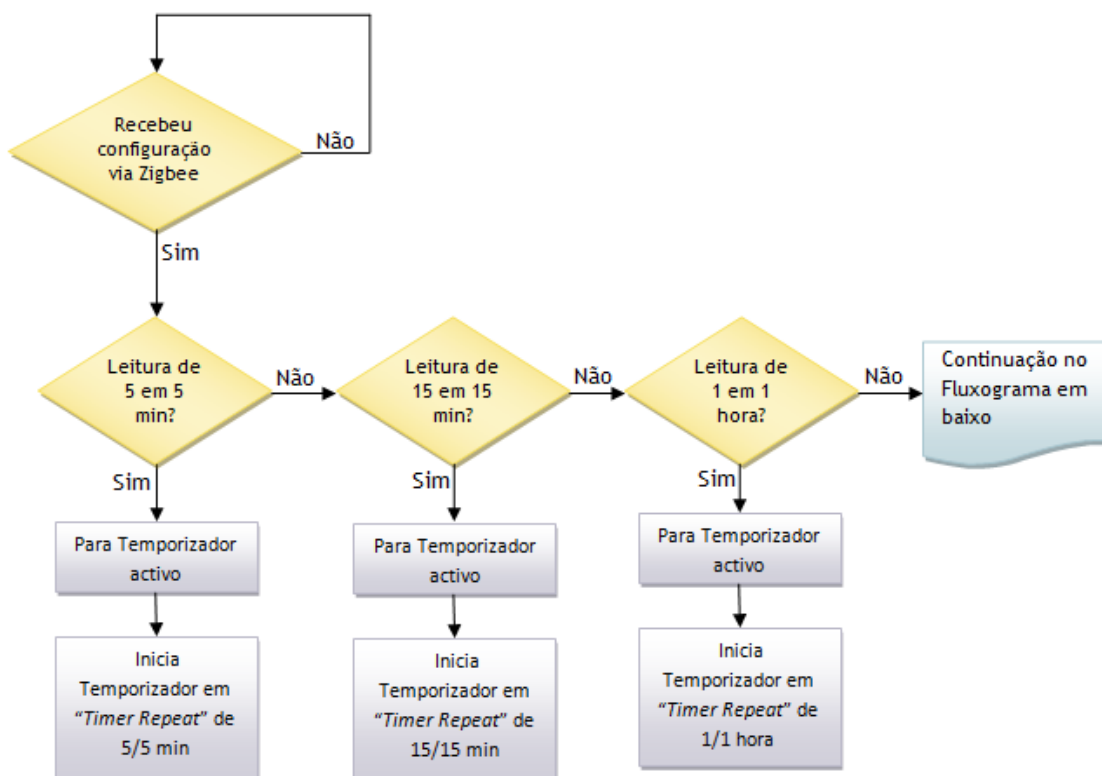 Recebeu
configuração
via Zigbee
Não
Sim
Leitura de
5 em 5
min?
Não
Leitura de
15 em 15
min?
Não
Leitura de
1 em 1
hora?
Não
Continuação no
Fluxograma em
baixo
Sim
Sim
Sim
Para Temporizador
activo
Para Temporizador
activo
Para Temporizador
activo
Inicia
Temporizador em
“Timer Repeat” de
5/5 min
Inicia
Temporizador em
“Timer Repeat” de
15/15 min
Inicia
Temporizador em
“Timer Repeat” de
1/1 hora